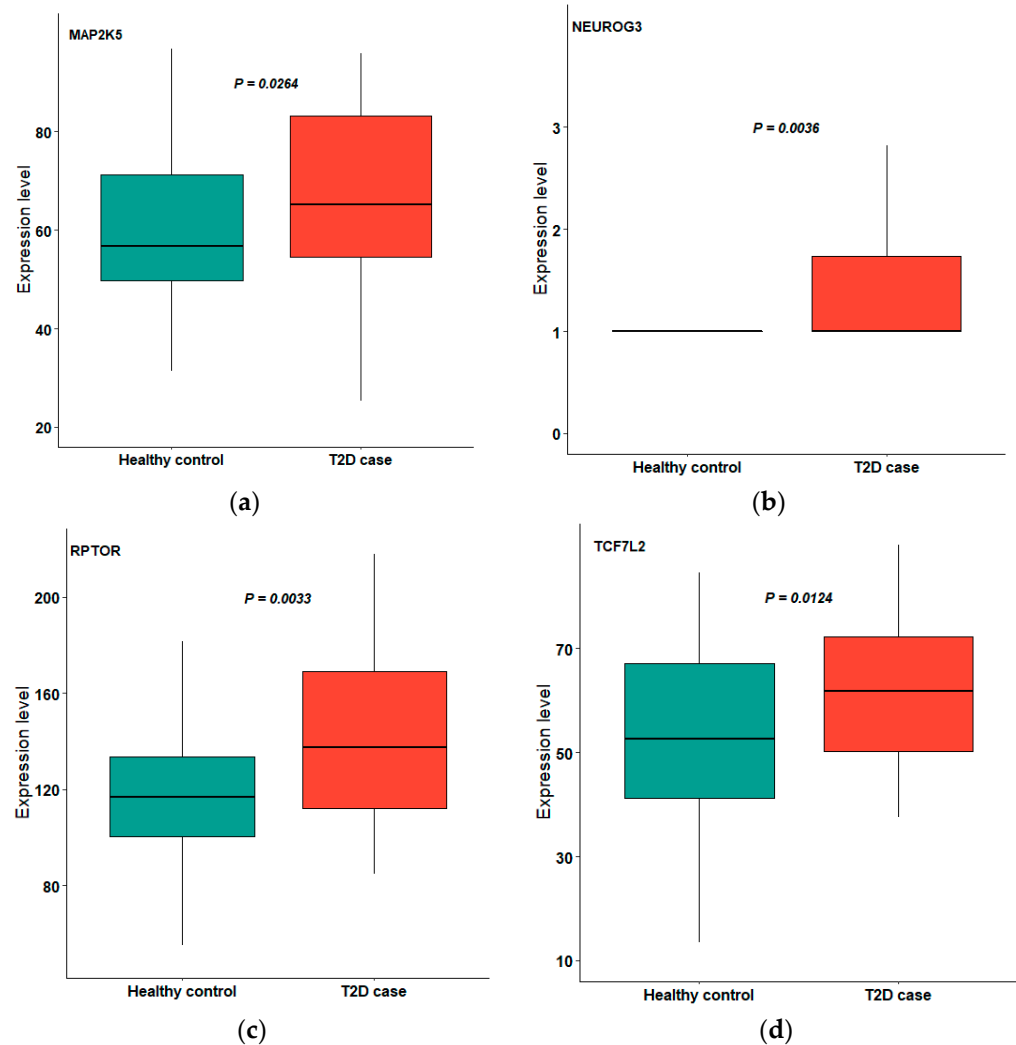 MAP2K5
P = 0.0264
Expression level
80
60
40
20
Healthy control T2D case
(a)
NEUROG3
P = 0.0036
Expression level
3
2
1
0
Healthy control T2D case
(b)
RPTOR
P = 0.0033
Expression level
200
160
120
80
Healthy control T2D case
(c)
TCF7L2
P = 0.0124
Expression level
70
50
30
10
Healthy control T2D case
(d)